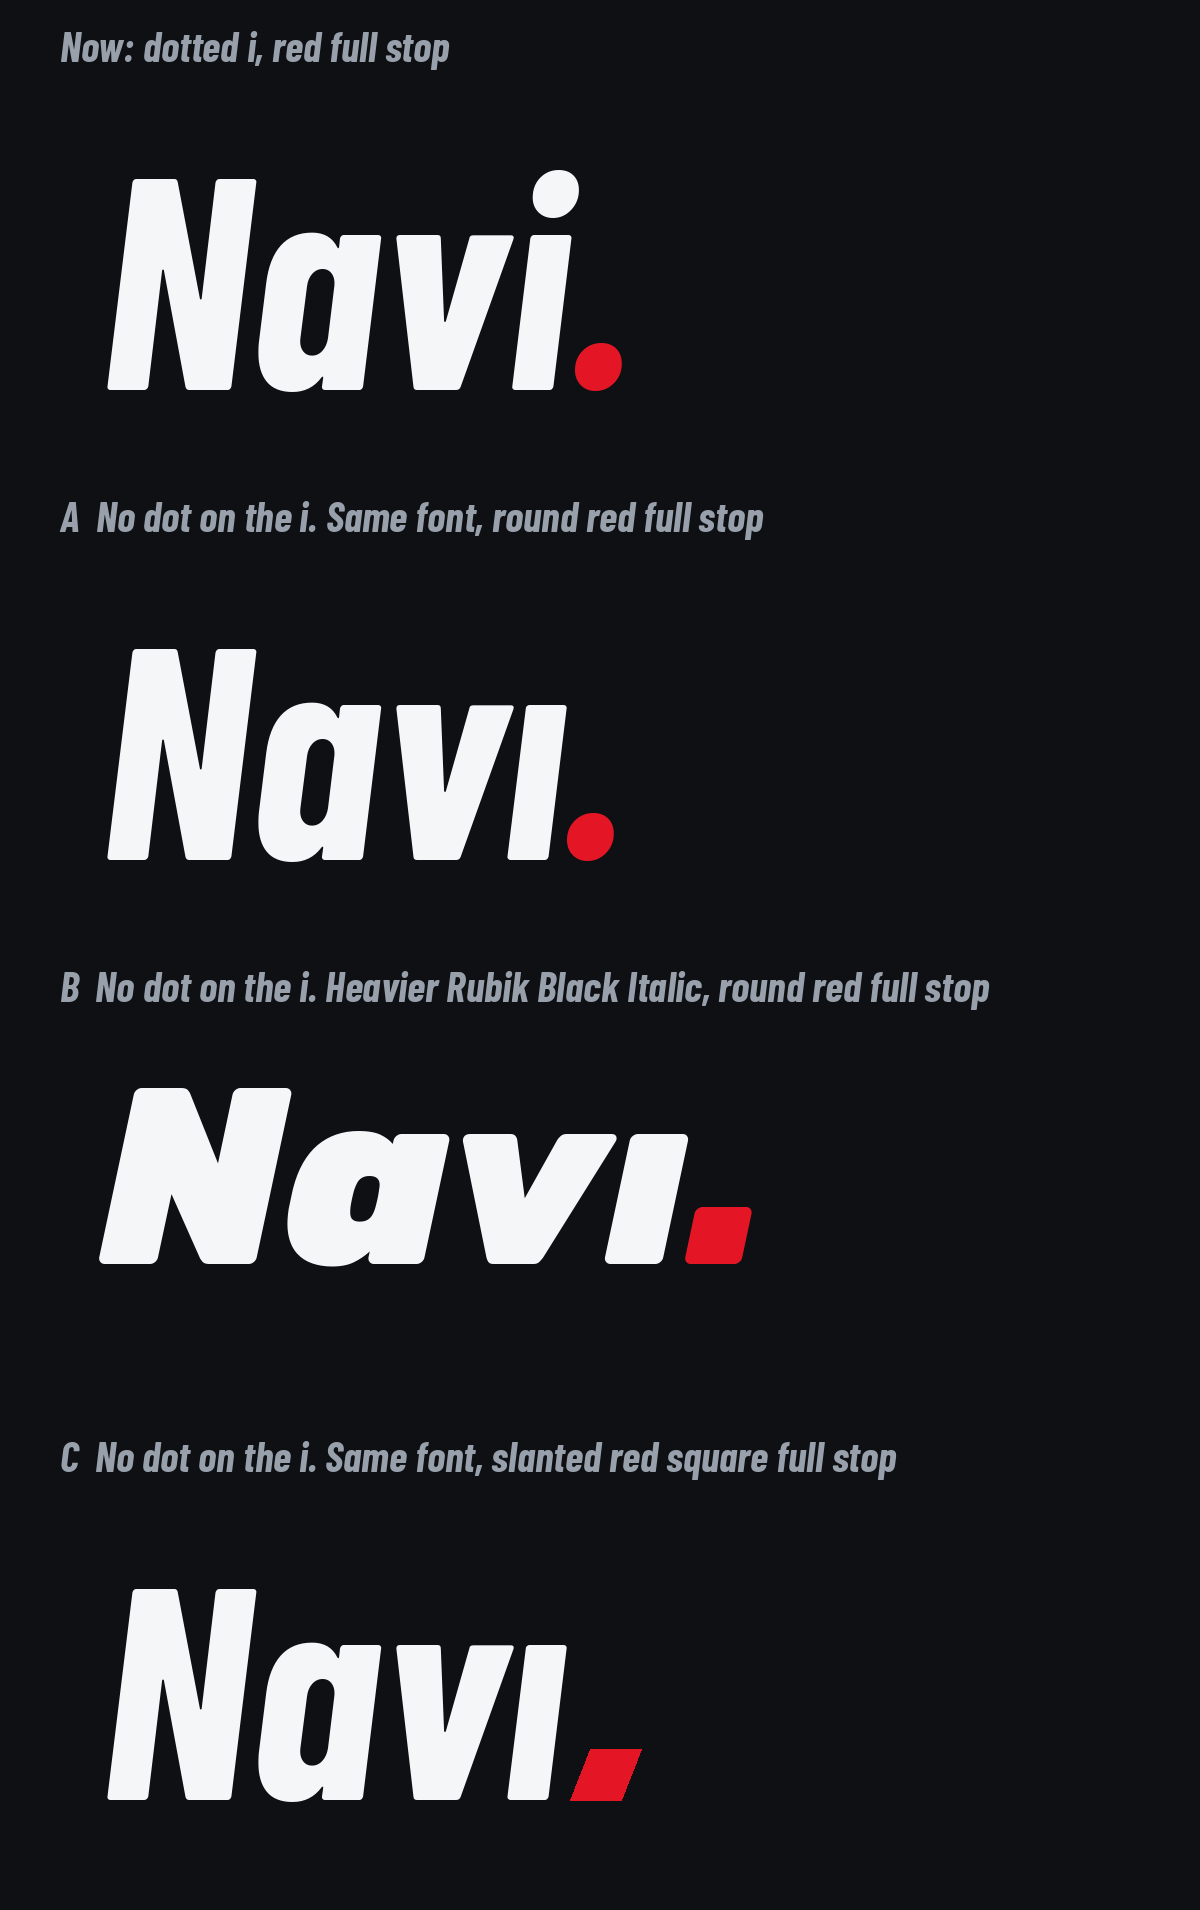 Now: dotted i, red full stop
Navi.
A No dot on the i. Same font, round red full stop
Navı.
B No dot on the i. Heavier Rubik Black Italic, round red full stop
Navı.
C No dot on the i. Same font, slanted red square full stop
Navı.